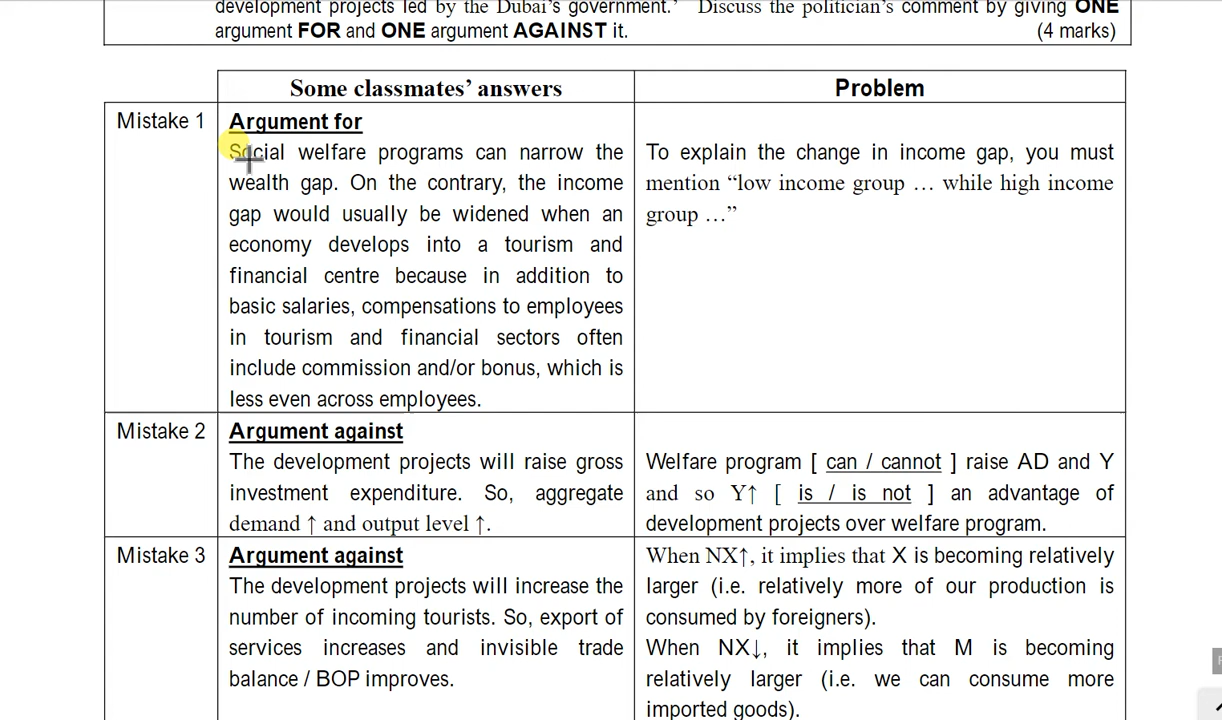 development projects led by the Dubai's government.' Discuss the politician's comment by giving ONE
argument FOR and ONE argument AGAINST it. (4 marks)
Some classmates' answers
Problem
Mistake 1
Argument for
Social welfare programs can narrow the
wealth gap. On the contrary, the income
gap would usually be widened when an
economy develops into a tourism and
financial centre because in addition to
basic salaries, compensations to employees
in tourism and financial sectors often
include commission and/or bonus, which is
less even across employees.
To explain the change in income gap, you must
mention “low income group … while high income
group …”
Mistake 2
Argument against
The development projects will raise gross
investment expenditure. So, aggregate
demand ↑ and output level ↑.
Welfare program [ can / cannot ] raise AD and Y
and so Y↑ [ is / is not ] an advantage of
development projects over welfare program.
Mistake 3
Argument against
The development projects will increase the
number of incoming tourists. So, export of
services increases and invisible trade
balance / BOP improves.
When NX↑, it implies that X is becoming relatively
larger (i.e. relatively more of our production is
consumed by foreigners).
When NX↓, it implies that M is becoming
relatively larger (i.e. we can consume more
imported goods).